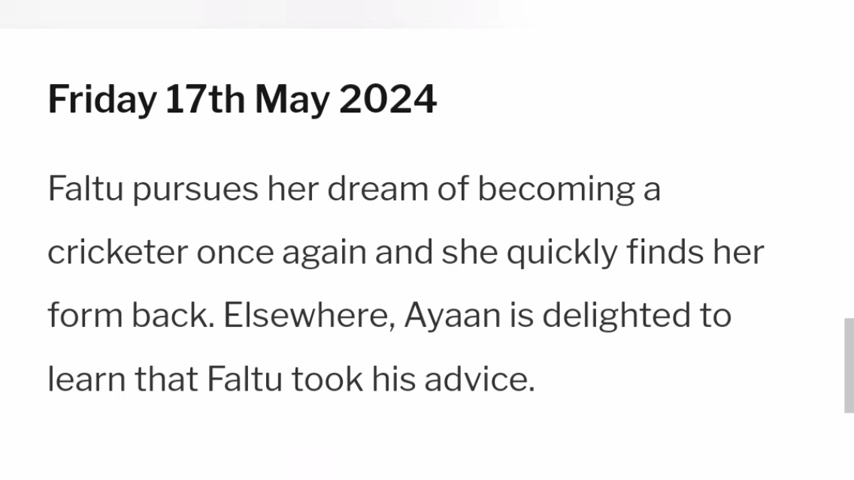 Friday 17th May 2024
Faltu pursues her dream of becoming a
cricketer once again and she quickly finds her
form back. Elsewhere, Ayaan is delighted to
learn that Faltu took his advice.